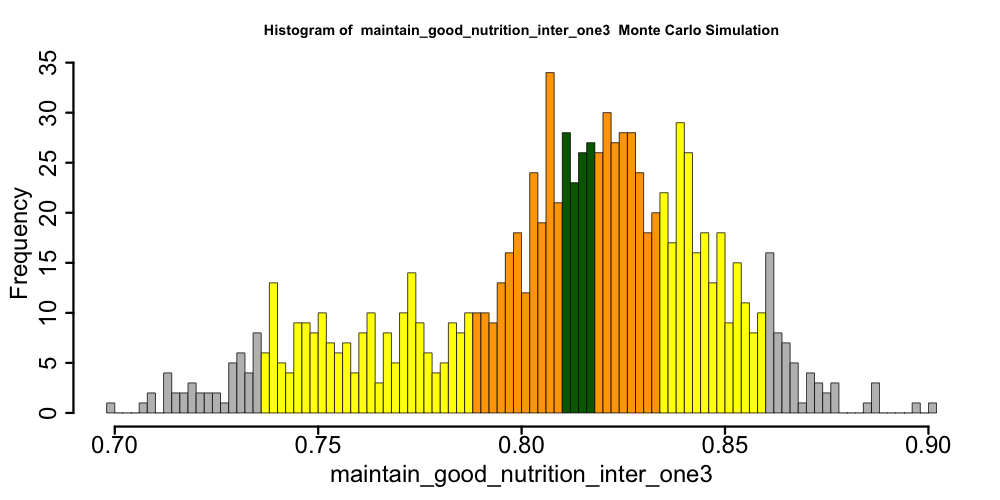 Histogram of  maintain_good_nutrition_inter_one3  Monte Carlo Simulation
35
30
25
20
15
10
5
0
Frequency
0.70 0.75 0.80 0.85 0.90
maintain_good_nutrition_inter_one3